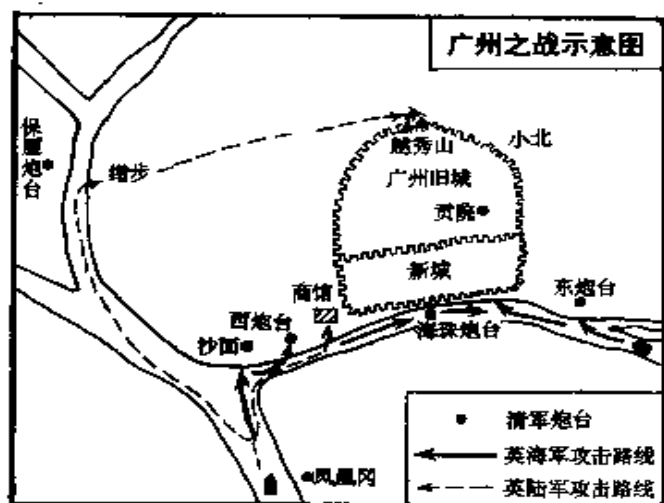 广州之战示意图
保厘炮台
缯步
越秀山
小北
广州旧城
贡院
新城
商馆
东炮台
西炮台
海珠炮台
沙面
凤凰冈
清军炮台
英海军攻击路线
英陆军攻击路线